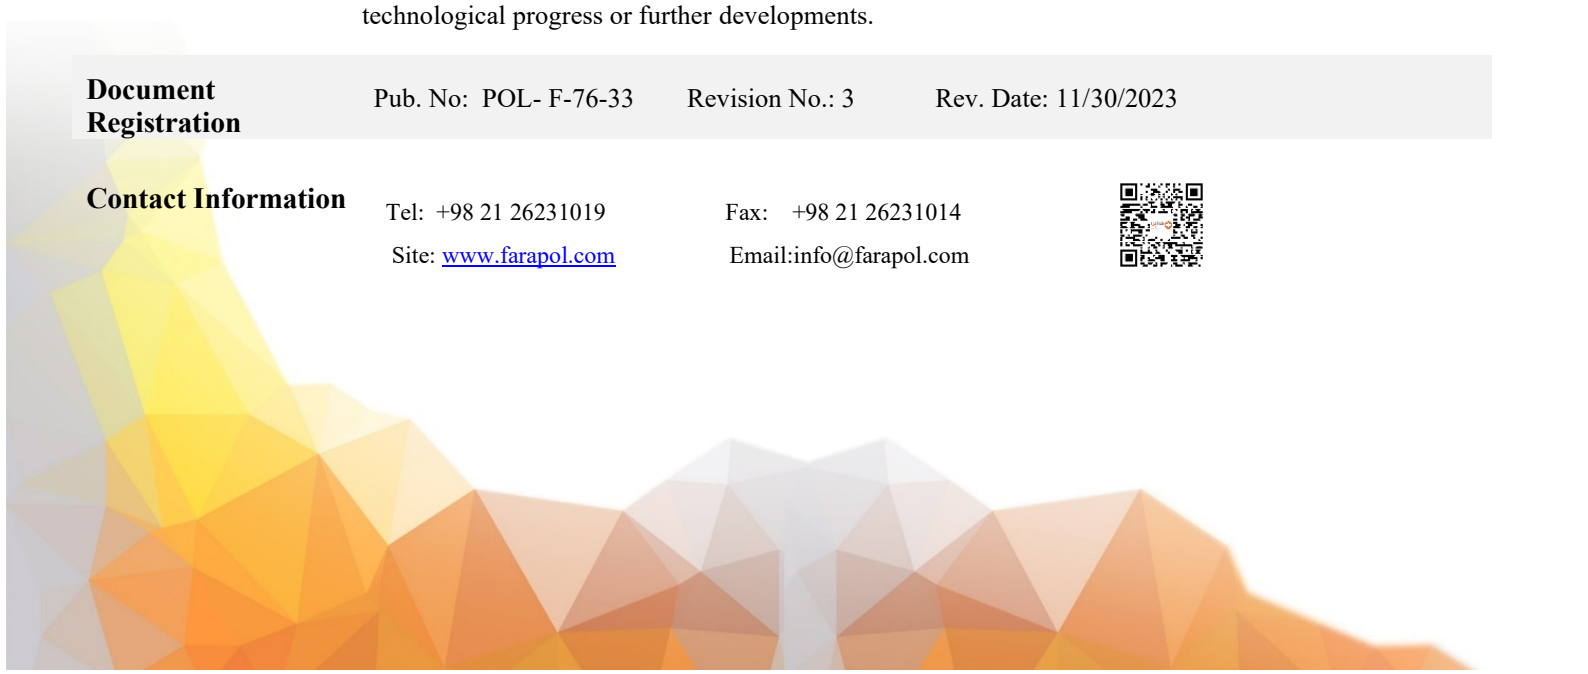 technological progress or further developments.
Document
Registration
Pub. No: POL- F-76-33 Revision No.: 3 Rev. Date: 11/30/2023
Contact Information
Tel: +98 21 26231019 Fax: +98 21 26231014
Site: www.farapol.com Email:info@farapol.com